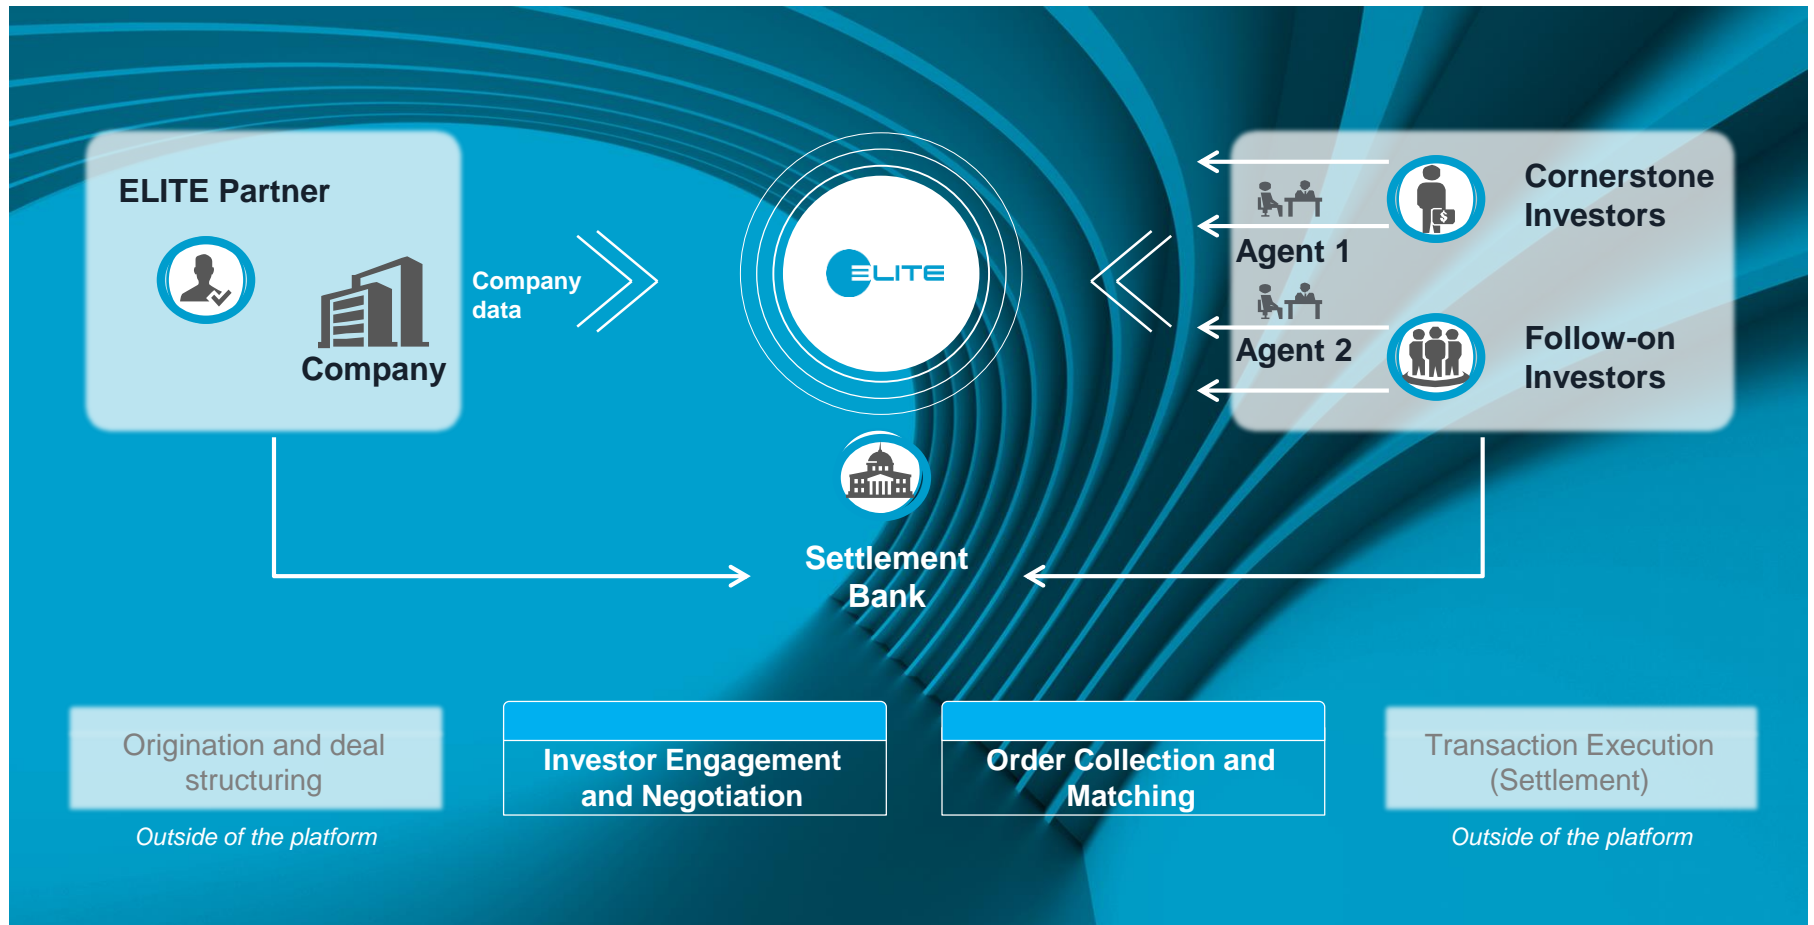 ELITE Partner
Company
Company
data
ELITE
Agent 1
Agent 2
Cornerstone
Investors
Follow-on
Investors
$
Settlement
Bank
Origination and deal
structuring
Outside of the platform
Investor Engagement
and Negotiation
Order Collection and
Matching
Transaction Execution
(Settlement)
Outside of the platform